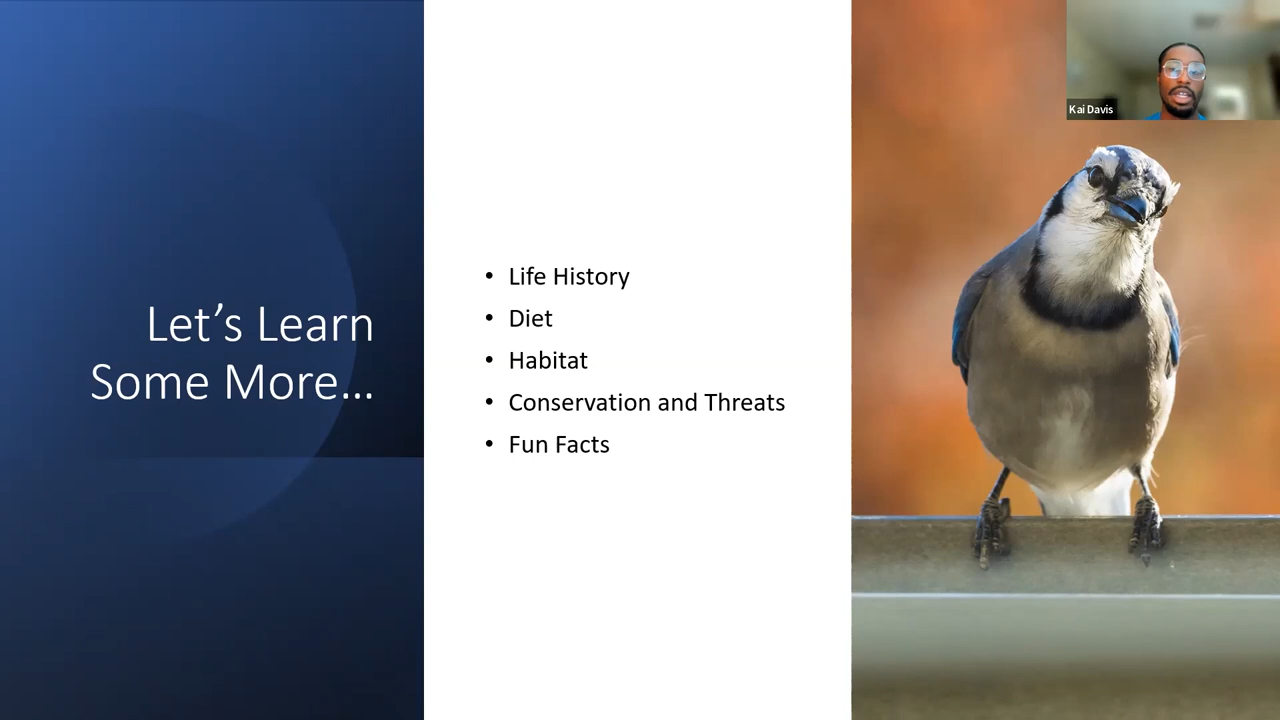 Let’s Learn
Some More…
• Life History
• Diet
• Habitat
• Conservation and Threats
• Fun Facts
Kai Davis